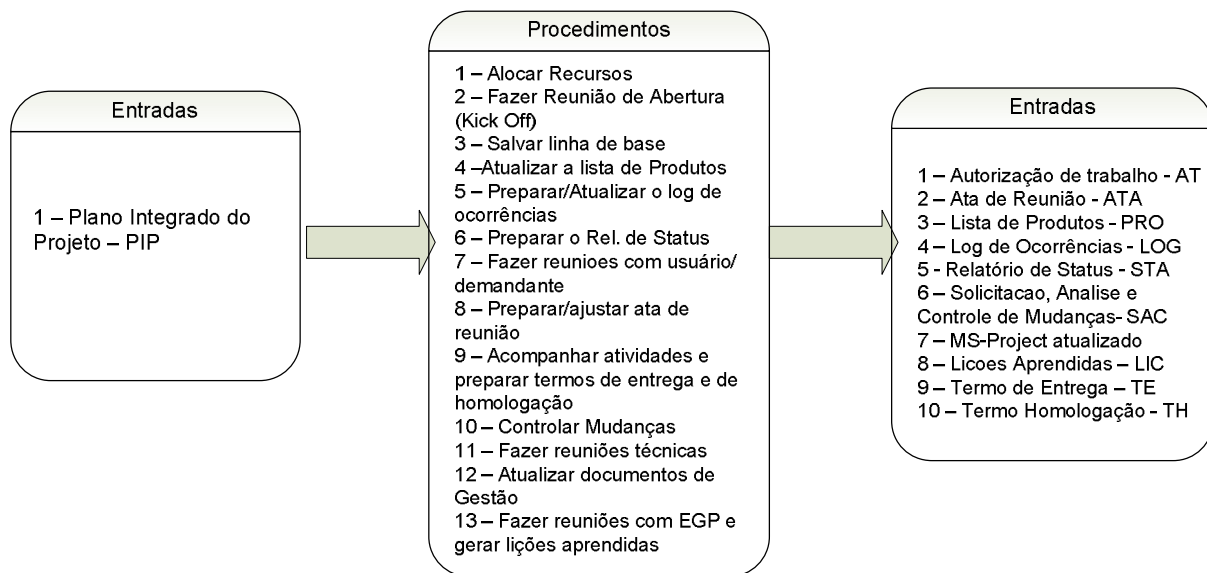 Entradas
1 – Plano Integrado do
Projeto – PIP
Procedimentos
1 – Alocar Recursos
2 – Fazer Reunião de Abertura
(Kick Off)
3 – Salvar linha de base
4 –Atualizar a lista de Produtos
5 – Preparar/Atualizar o log de
ocorrências
6 – Preparar o Rel. de Status
7 – Fazer reunioes com usuário/
demandante
8 – Preparar/ajustar ata de
reunião
9 – Acompanhar atividades e
preparar termos de entrega e de
homologação
10 – Controlar Mudanças
11 – Fazer reuniões técnicas
12 – Atualizar documentos de
Gestão
13 – Fazer reuniões com EGP e
gerar lições aprendidas
Entradas
1 – Autorização de trabalho - AT
2 – Ata de Reunião - ATA
3 – Lista de Produtos - PRO
4 – Log de Ocorrências - LOG
5 - Relatório de Status - STA
6 – Solicitacao, Analise e
Controle de Mudanças- SAC
7 – MS-Project atualizado
8 – Licoes Aprendidas – LIC
9 – Termo de Entrega – TE
10 – Termo Homologação - TH